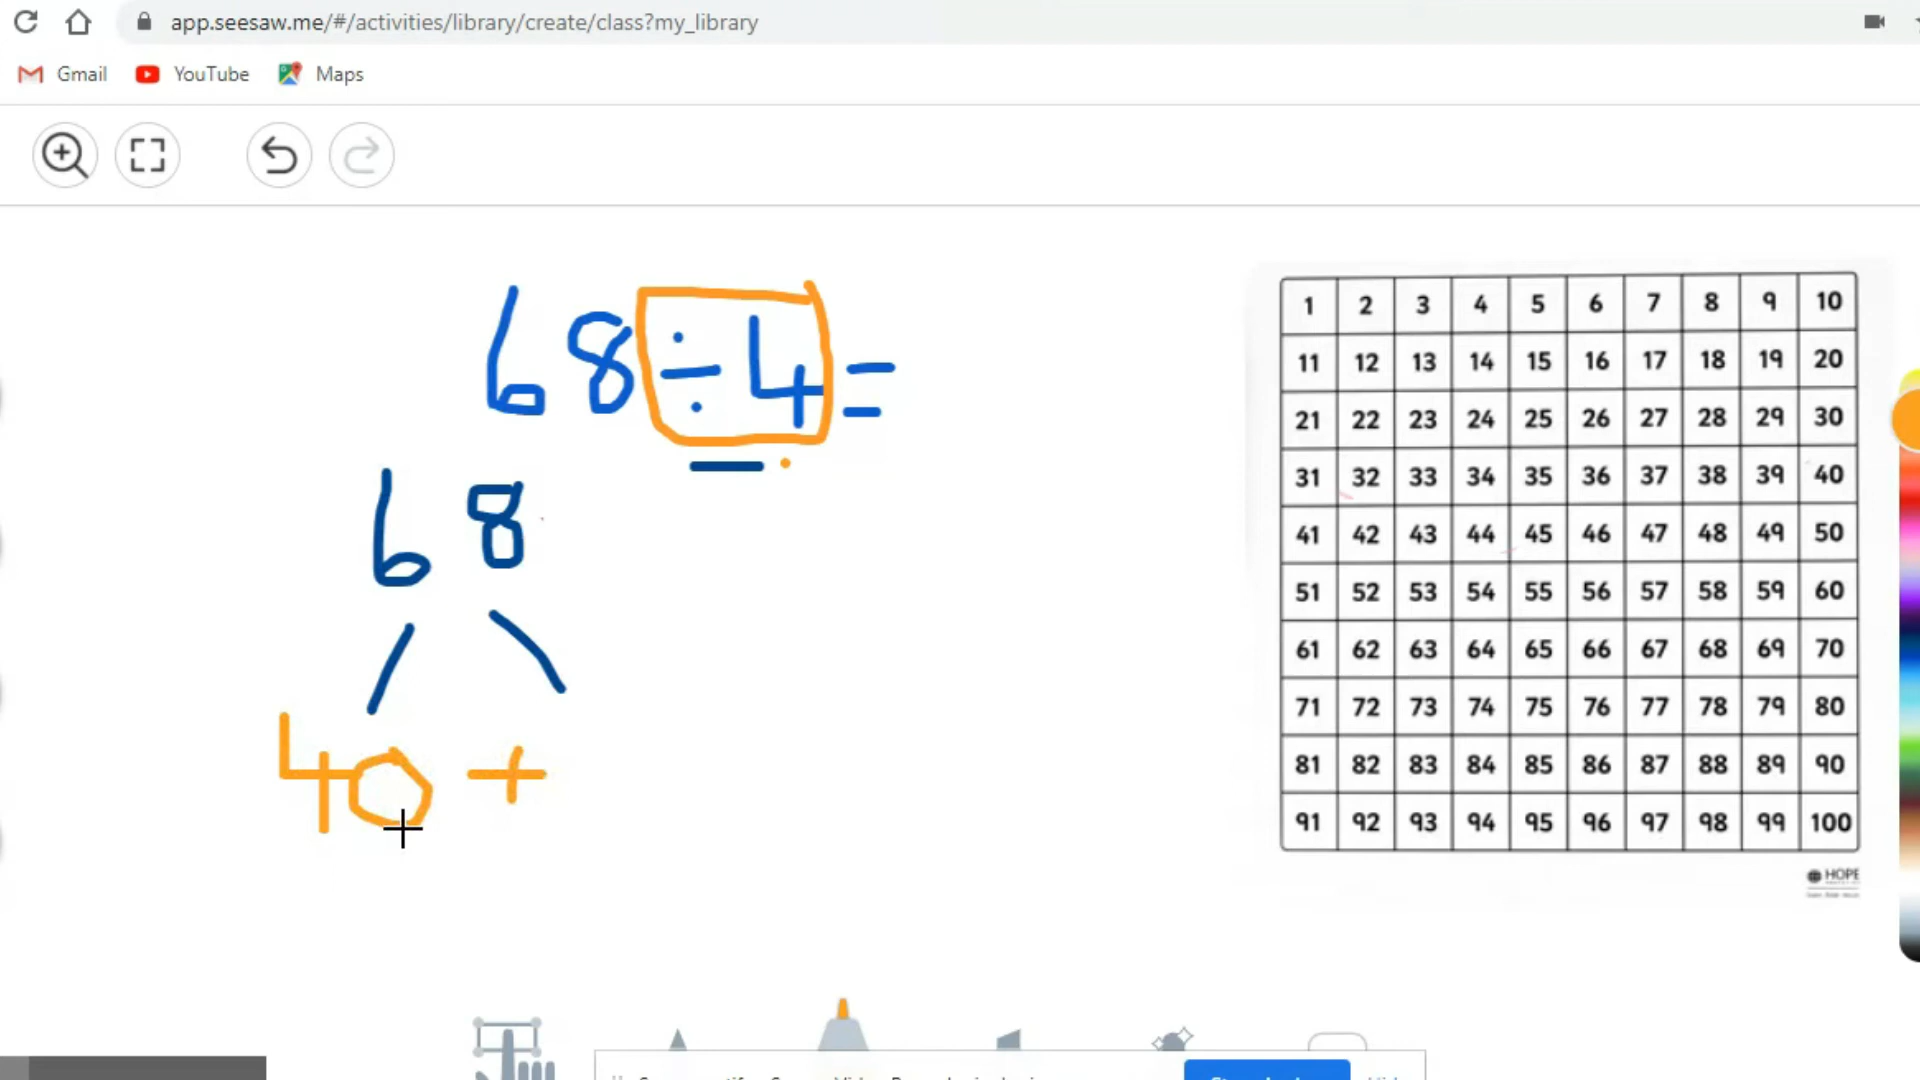 app.seesaw.me/#/activities/library/create/class?my_library
Gmail YouTube Maps
68 ÷ 4 =
68
40 +
1 2 3 4 5 6 7 8 9 10
11 12 13 14 15 16 17 18 19 20
21 22 23 24 25 26 27 28 29 30
31 32 33 34 35 36 37 38 39 40
41 42 43 44 45 46 47 48 49 50
51 52 53 54 55 56 57 58 59 60
61 62 63 64 65 66 67 68 69 70
71 72 73 74 75 76 77 78 79 80
81 82 83 84 85 86 87 88 89 90
91 92 93 94 95 96 97 98 99 100
HOPE